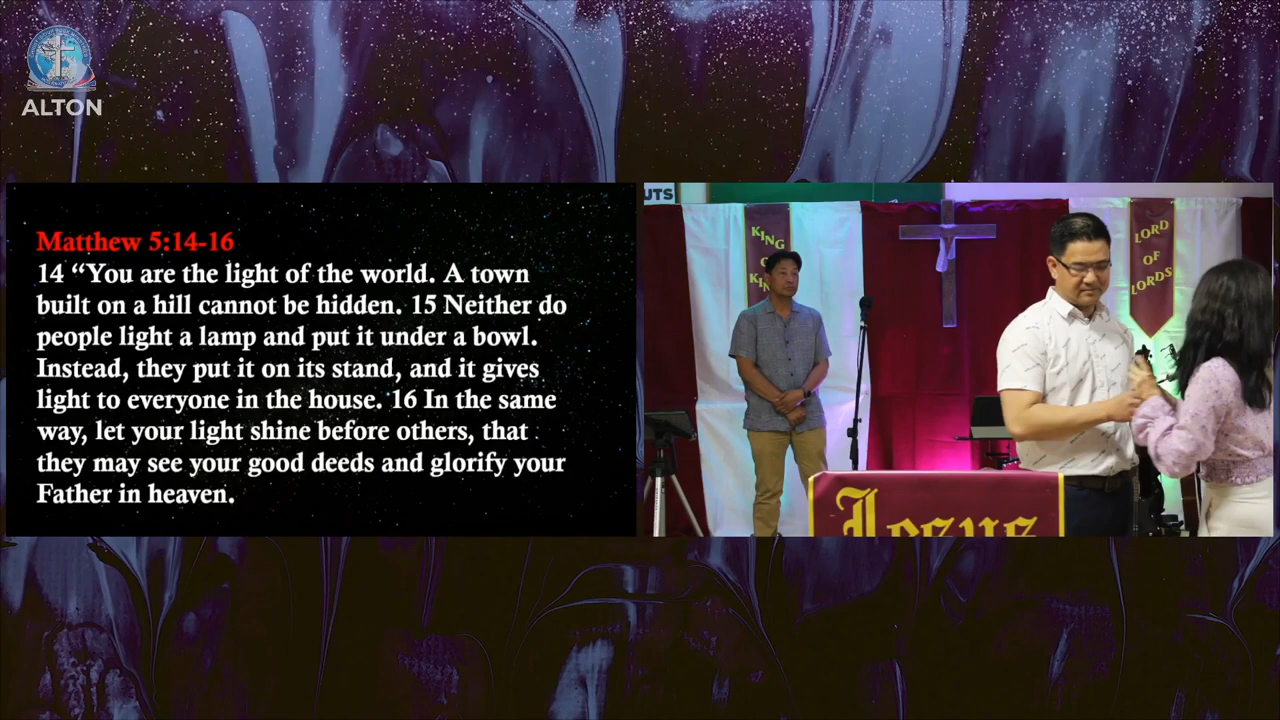 ALTON
Matthew 5:14-16
14 “You are the light of the world. A town
built on a hill cannot be hidden. 15 Neither do
people light a lamp and put it under a bowl.
Instead, they put it on its stand, and it gives
light to everyone in the house. 16 In the same
way, let your light shine before others, that
they may see your good deeds and glorify your
Father in heaven.
UTS
KING
LORD
OF
LORDS
Jesus